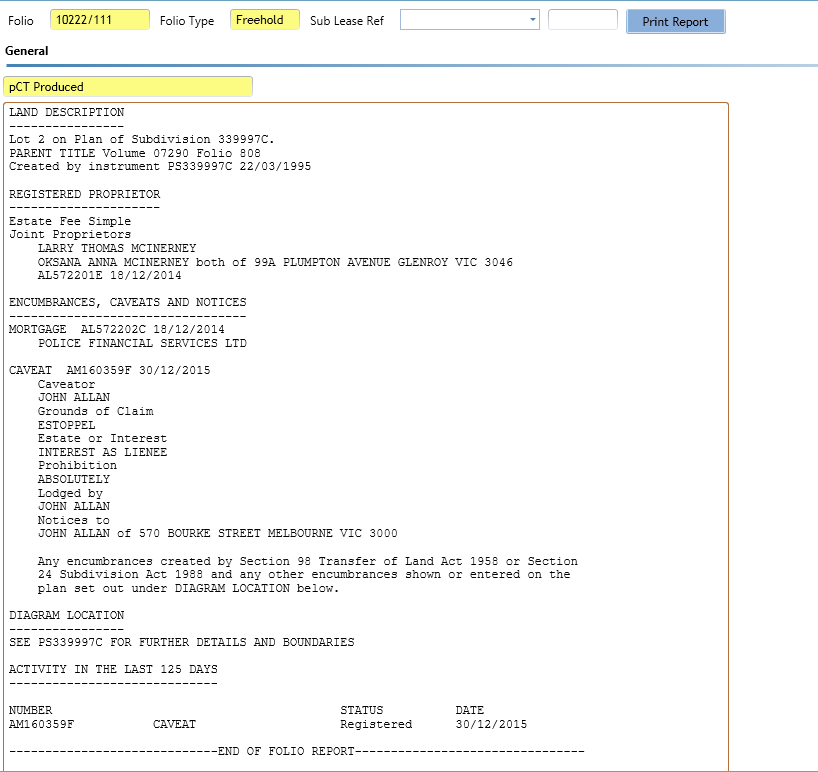 Folio 10222/111 Folio Type Freehold Sub Lease Ref Print Report
General
pCT Produced
LAND DESCRIPTION
----------------
Lot 2 on Plan of Subdivision 339997C.
PARENT TITLE Volume 07290 Folio 808
Created by instrument PS339997C 22/03/1995
REGISTERED PROPRIETOR
---------------------
Estate Fee Simple
Joint Proprietors
LARRY THOMAS MCINERNEY
OKSANA ANNA MCINERNEY both of 99A PLUMPTON AVENUE GLENROY VIC 3046
AL572201E 18/12/2014
ENCUMBRANCES, CAVEATS AND NOTICES
---------------------------------
MORTGAGE AL572202C 18/12/2014
POLICE FINANCIAL SERVICES LTD
CAVEAT AM160359F 30/12/2015
Caveator
JOHN ALLAN
Grounds of Claim
ESTOPPEL
Estate or Interest
INTEREST AS LIENEE
Prohibition
ABSOLUTELY
Lodged by
JOHN ALLAN
Notices to
JOHN ALLAN of 570 BOURKE STREET MELBOURNE VIC 3000
Any encumbrances created by Section 98 Transfer of Land Act 1958 or Section
24 Subdivision Act 1988 and any other encumbrances shown or entered on the
plan set out under DIAGRAM LOCATION below.
DIAGRAM LOCATION
----------------
SEE PS339997C FOR FURTHER DETAILS AND BOUNDARIES
ACTIVITY IN THE LAST 125 DAYS
-----------------------------
NUMBER STATUS DATE
AM160359F CAVEAT Registered 30/12/2015
-----------------------------END OF FOLIO REPORT--------------------------------